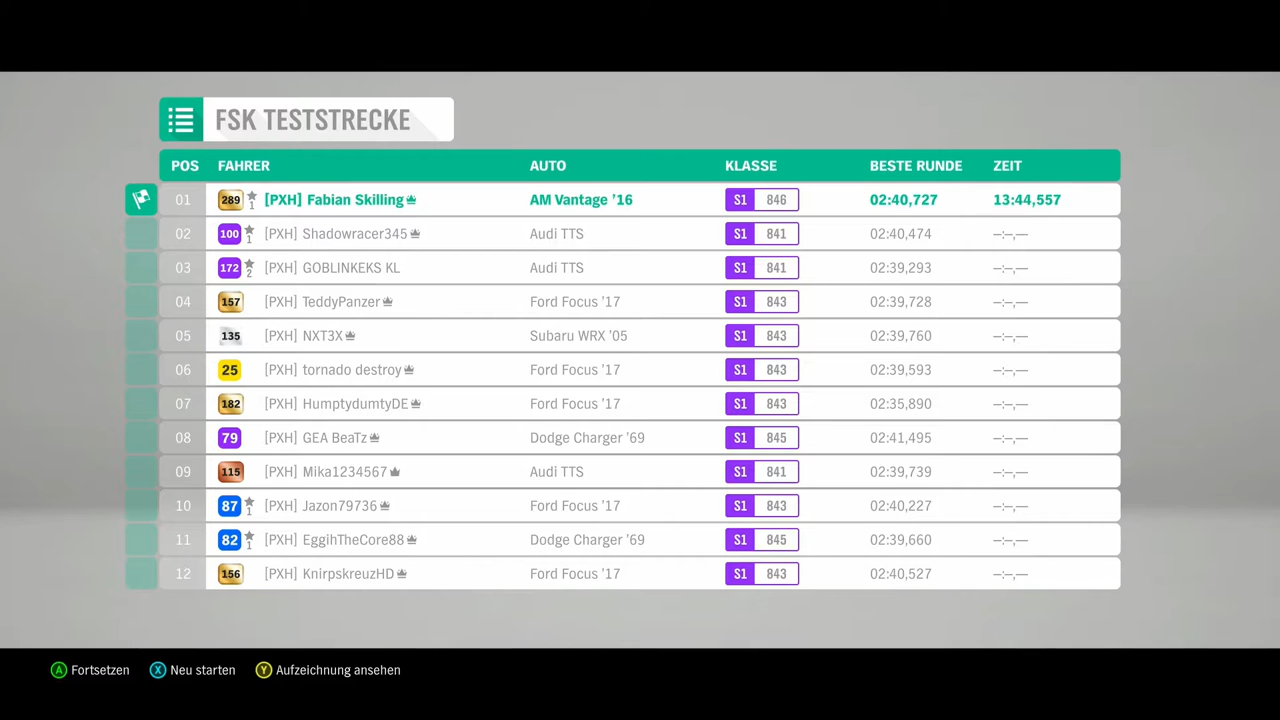 FSK TESTSTRECKE
POS FAHRER AUTO KLASSE BESTE RUNDE ZEIT
01 289 1 [PXH] Fabian Skilling AM Vantage '16 S1 846 02:40,727 13:44,557
02 100 1 [PXH] Shadowracer345 Audi TTS S1 841 02:40,474 --:--,---
03 172 2 [PXH] GOBLINKEKS KL Audi TTS S1 841 02:39,293 --:--,---
04 157 [PXH] TeddyPanzer Ford Focus '17 S1 843 02:39,728 --:--,---
05 135 [PXH] NXT3X Subaru WRX '05 S1 843 02:39,760 --:--,---
06 25 [PXH] tornado destroy Ford Focus '17 S1 843 02:39,593 --:--,---
07 182 [PXH] HumptydumtyDE Ford Focus '17 S1 843 02:35,890 --:--,---
08 79 [PXH] GEA BeaTz Dodge Charger '69 S1 845 02:41,495 --:--,---
09 115 [PXH] Mika1234567 Audi TTS S1 841 02:39,739 --:--,---
10 87 1 [PXH] Jazon79736 Ford Focus '17 S1 843 02:40,227 --:--,---
11 82 1 [PXH] EggihTheCore88 Dodge Charger '69 S1 845 02:39,660 --:--,---
12 156 [PXH] KnirpskreuzHD Ford Focus '17 S1 843 02:40,527 --:--,---
A Fortsetzen X Neu starten Y Aufzeichnung ansehen